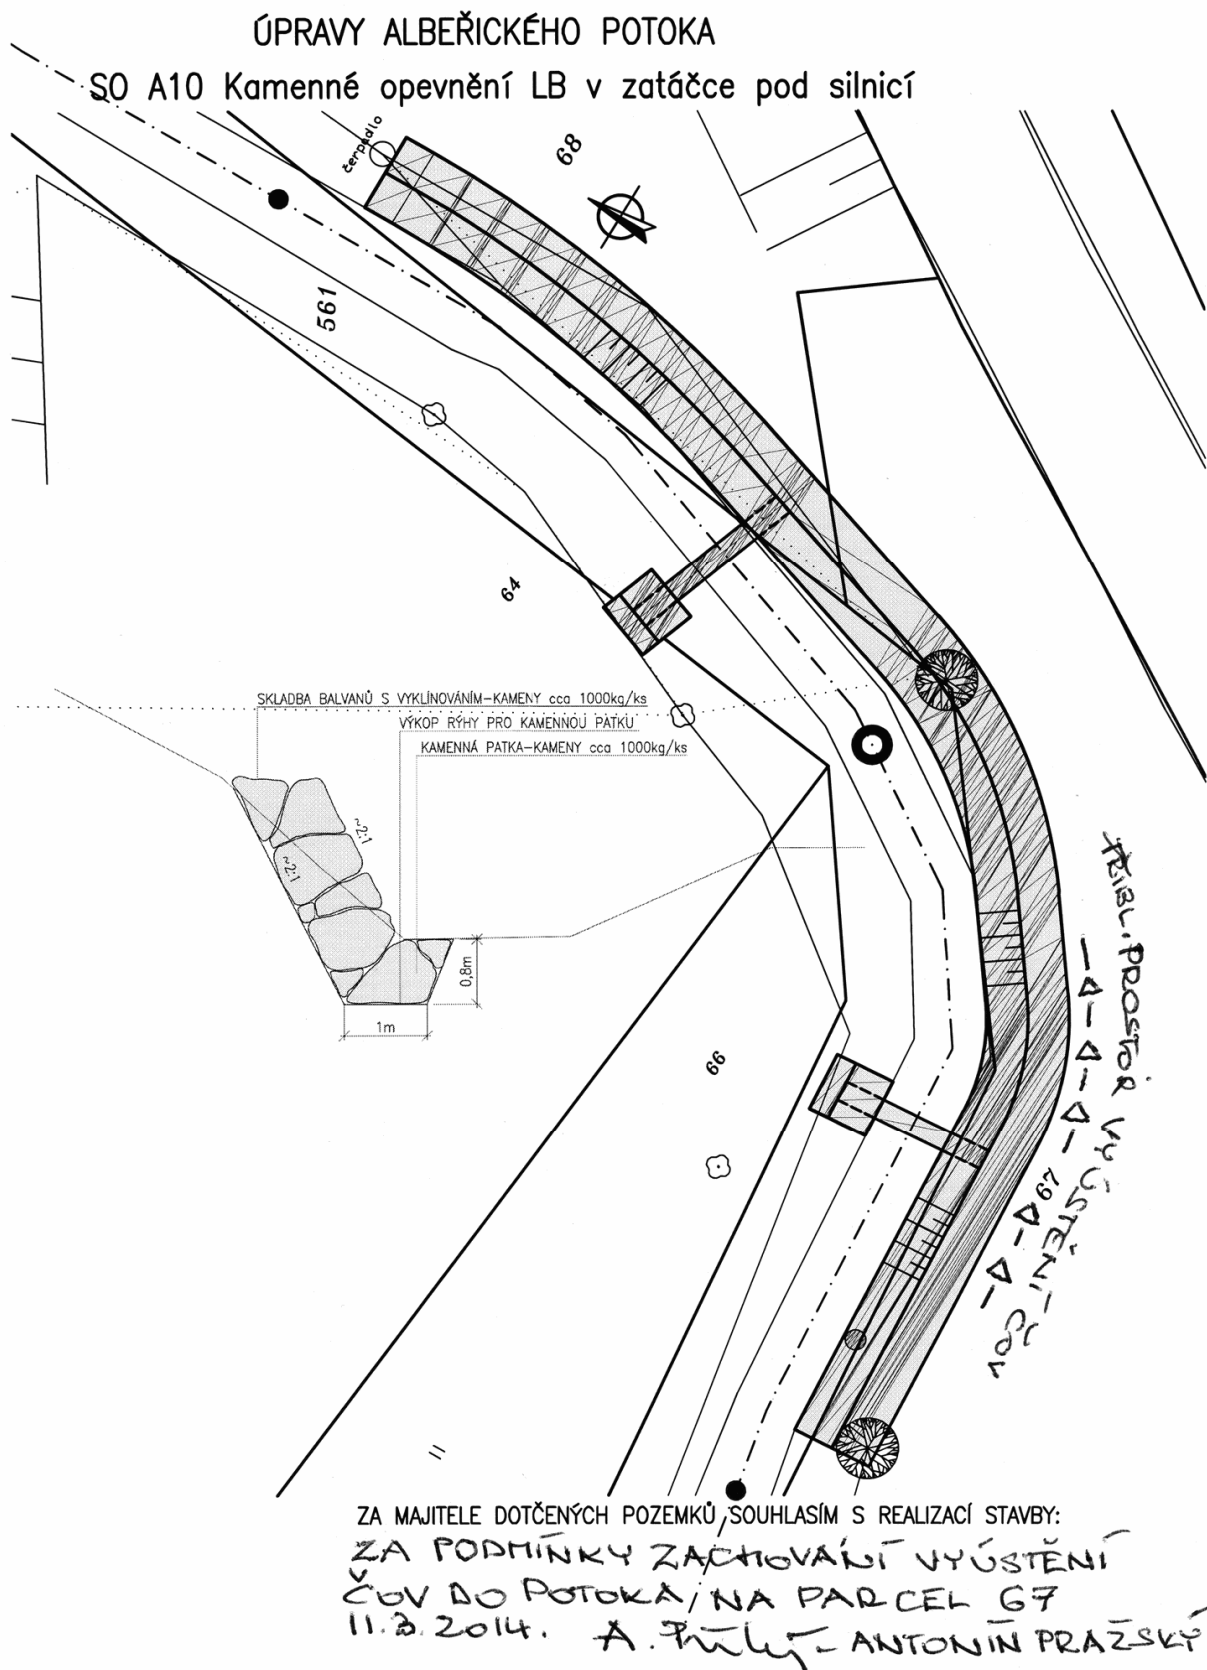 ÚPRAVY ALBEŘICKÉHO POTOKA
SO A10 Kamenné opevnění LB v zatáčce pod silnicí
čerpadlo
68
561
64
SKLADBA BALVANŮ S VYKLÍNOVÁNÍM-KAMENY cca 1000kg/ks
VÝKOP RÝHY PRO KAMENNOU PATKU
KAMENNÁ PATKA-KAMENY cca 1000kg/ks
~2:1
~2:1
0,8m
1m
PŘIBL. PROSTOR VYÚSTĚNÍ ČOV
66
67
ZA MAJITELE DOTČENÝCH POZEMKŮ SOUHLASÍM S REALIZACÍ STAVBY:
ZA PODMÍNKY ZACHOVÁNÍ VYÚSTĚNÍ
ČOV DO POTOKA NA PARCEL 67
11.3.2014. A. - ANTONÍN PRAŽSKÝ